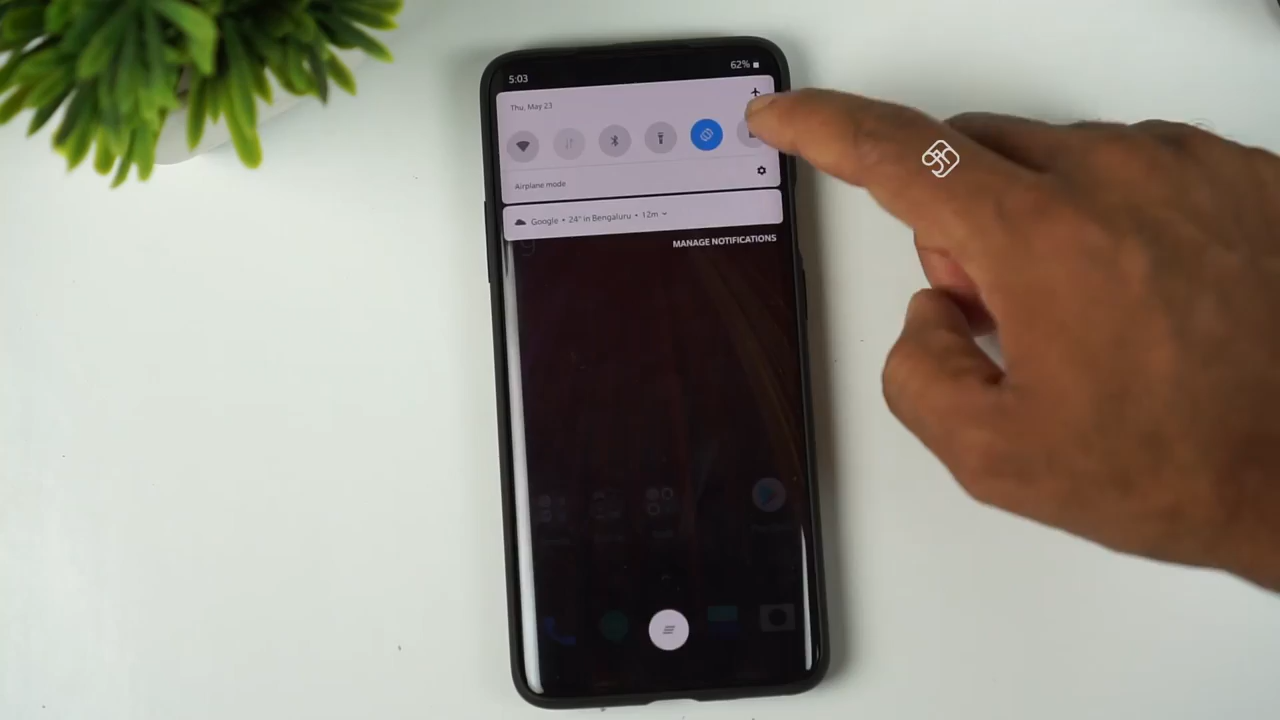 5:03
62%
Thu, May 23
Airplane mode
Google • 24° in Bengaluru • 12m
MANAGE NOTIFICATIONS